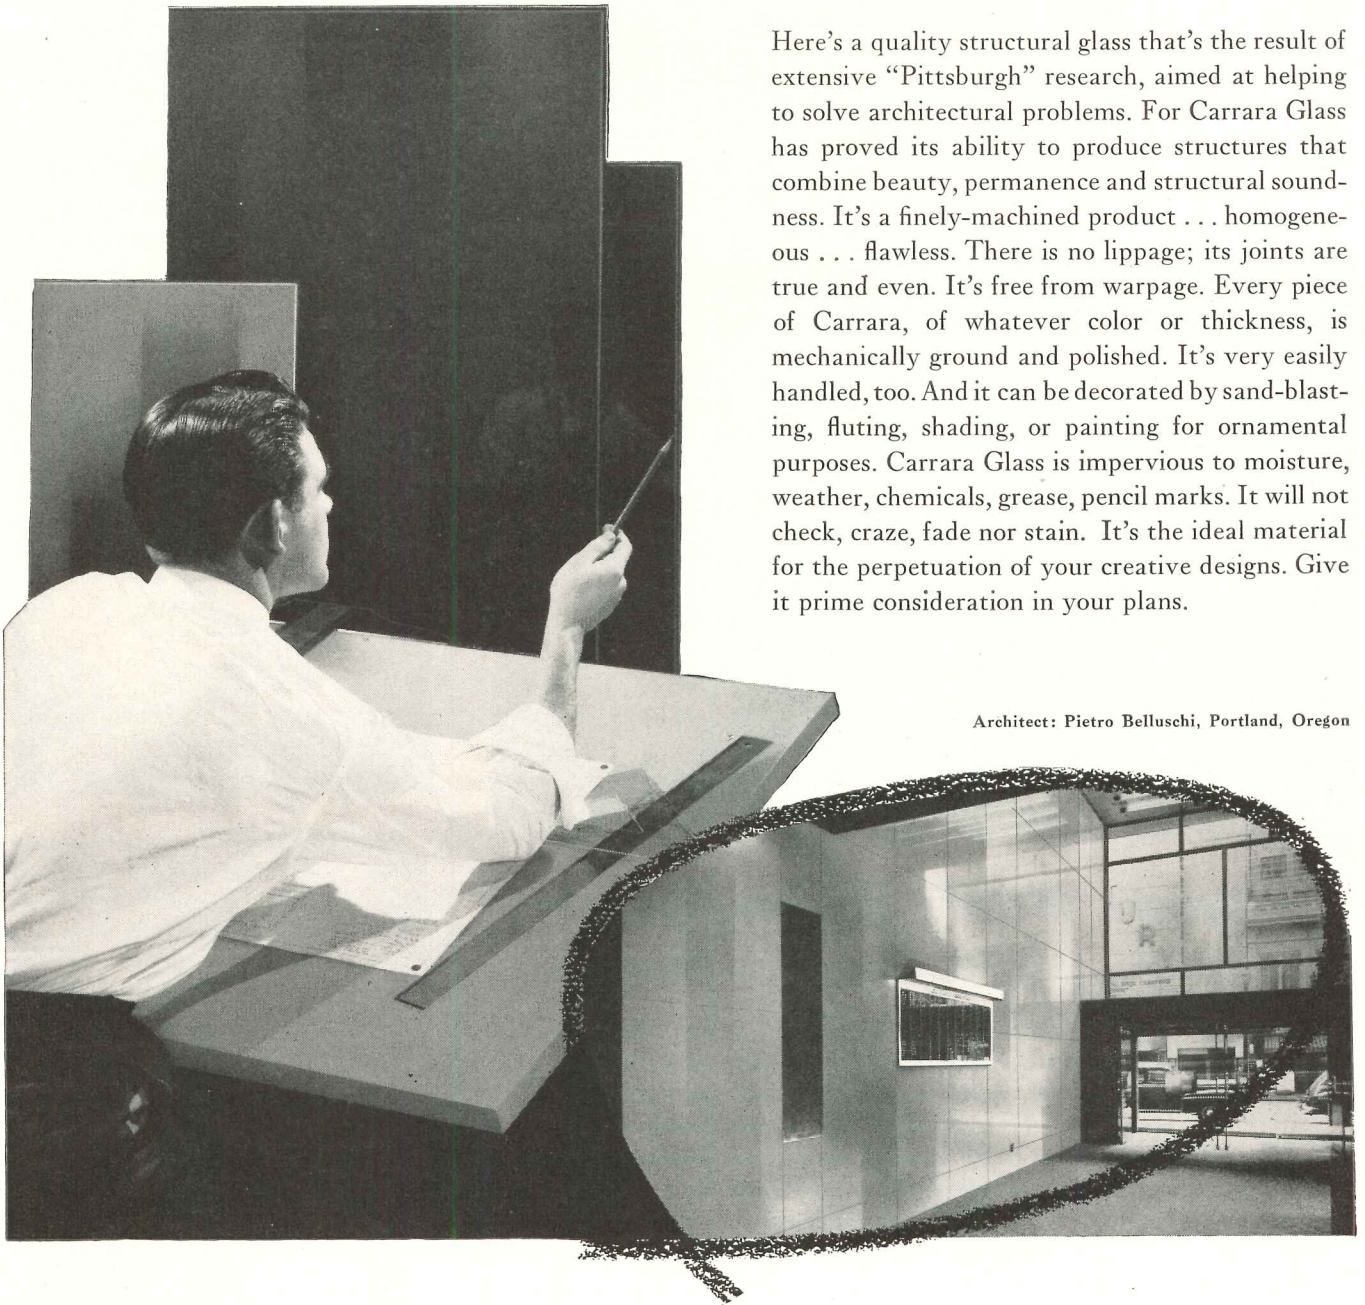 Here's a quality structural glass that's the result of
extensive “Pittsburgh” research, aimed at helping
to solve architectural problems. For Carrara Glass
has proved its ability to produce structures that
combine beauty, permanence and structural sound-
ness. It's a finely-machined product . . . homogene-
ous . . . flawless. There is no lippage; its joints are
true and even. It's free from warpage. Every piece
of Carrara, of whatever color or thickness, is
mechanically ground and polished. It's very easily
handled, too. And it can be decorated by sand-blast-
ing, fluting, shading, or painting for ornamental
purposes. Carrara Glass is impervious to moisture,
weather, chemicals, grease, pencil marks. It will not
check, craze, fade nor stain. It's the ideal material
for the perpetuation of your creative designs. Give
it prime consideration in your plans.
Architect: Pietro Belluschi, Portland, Oregon
U
R